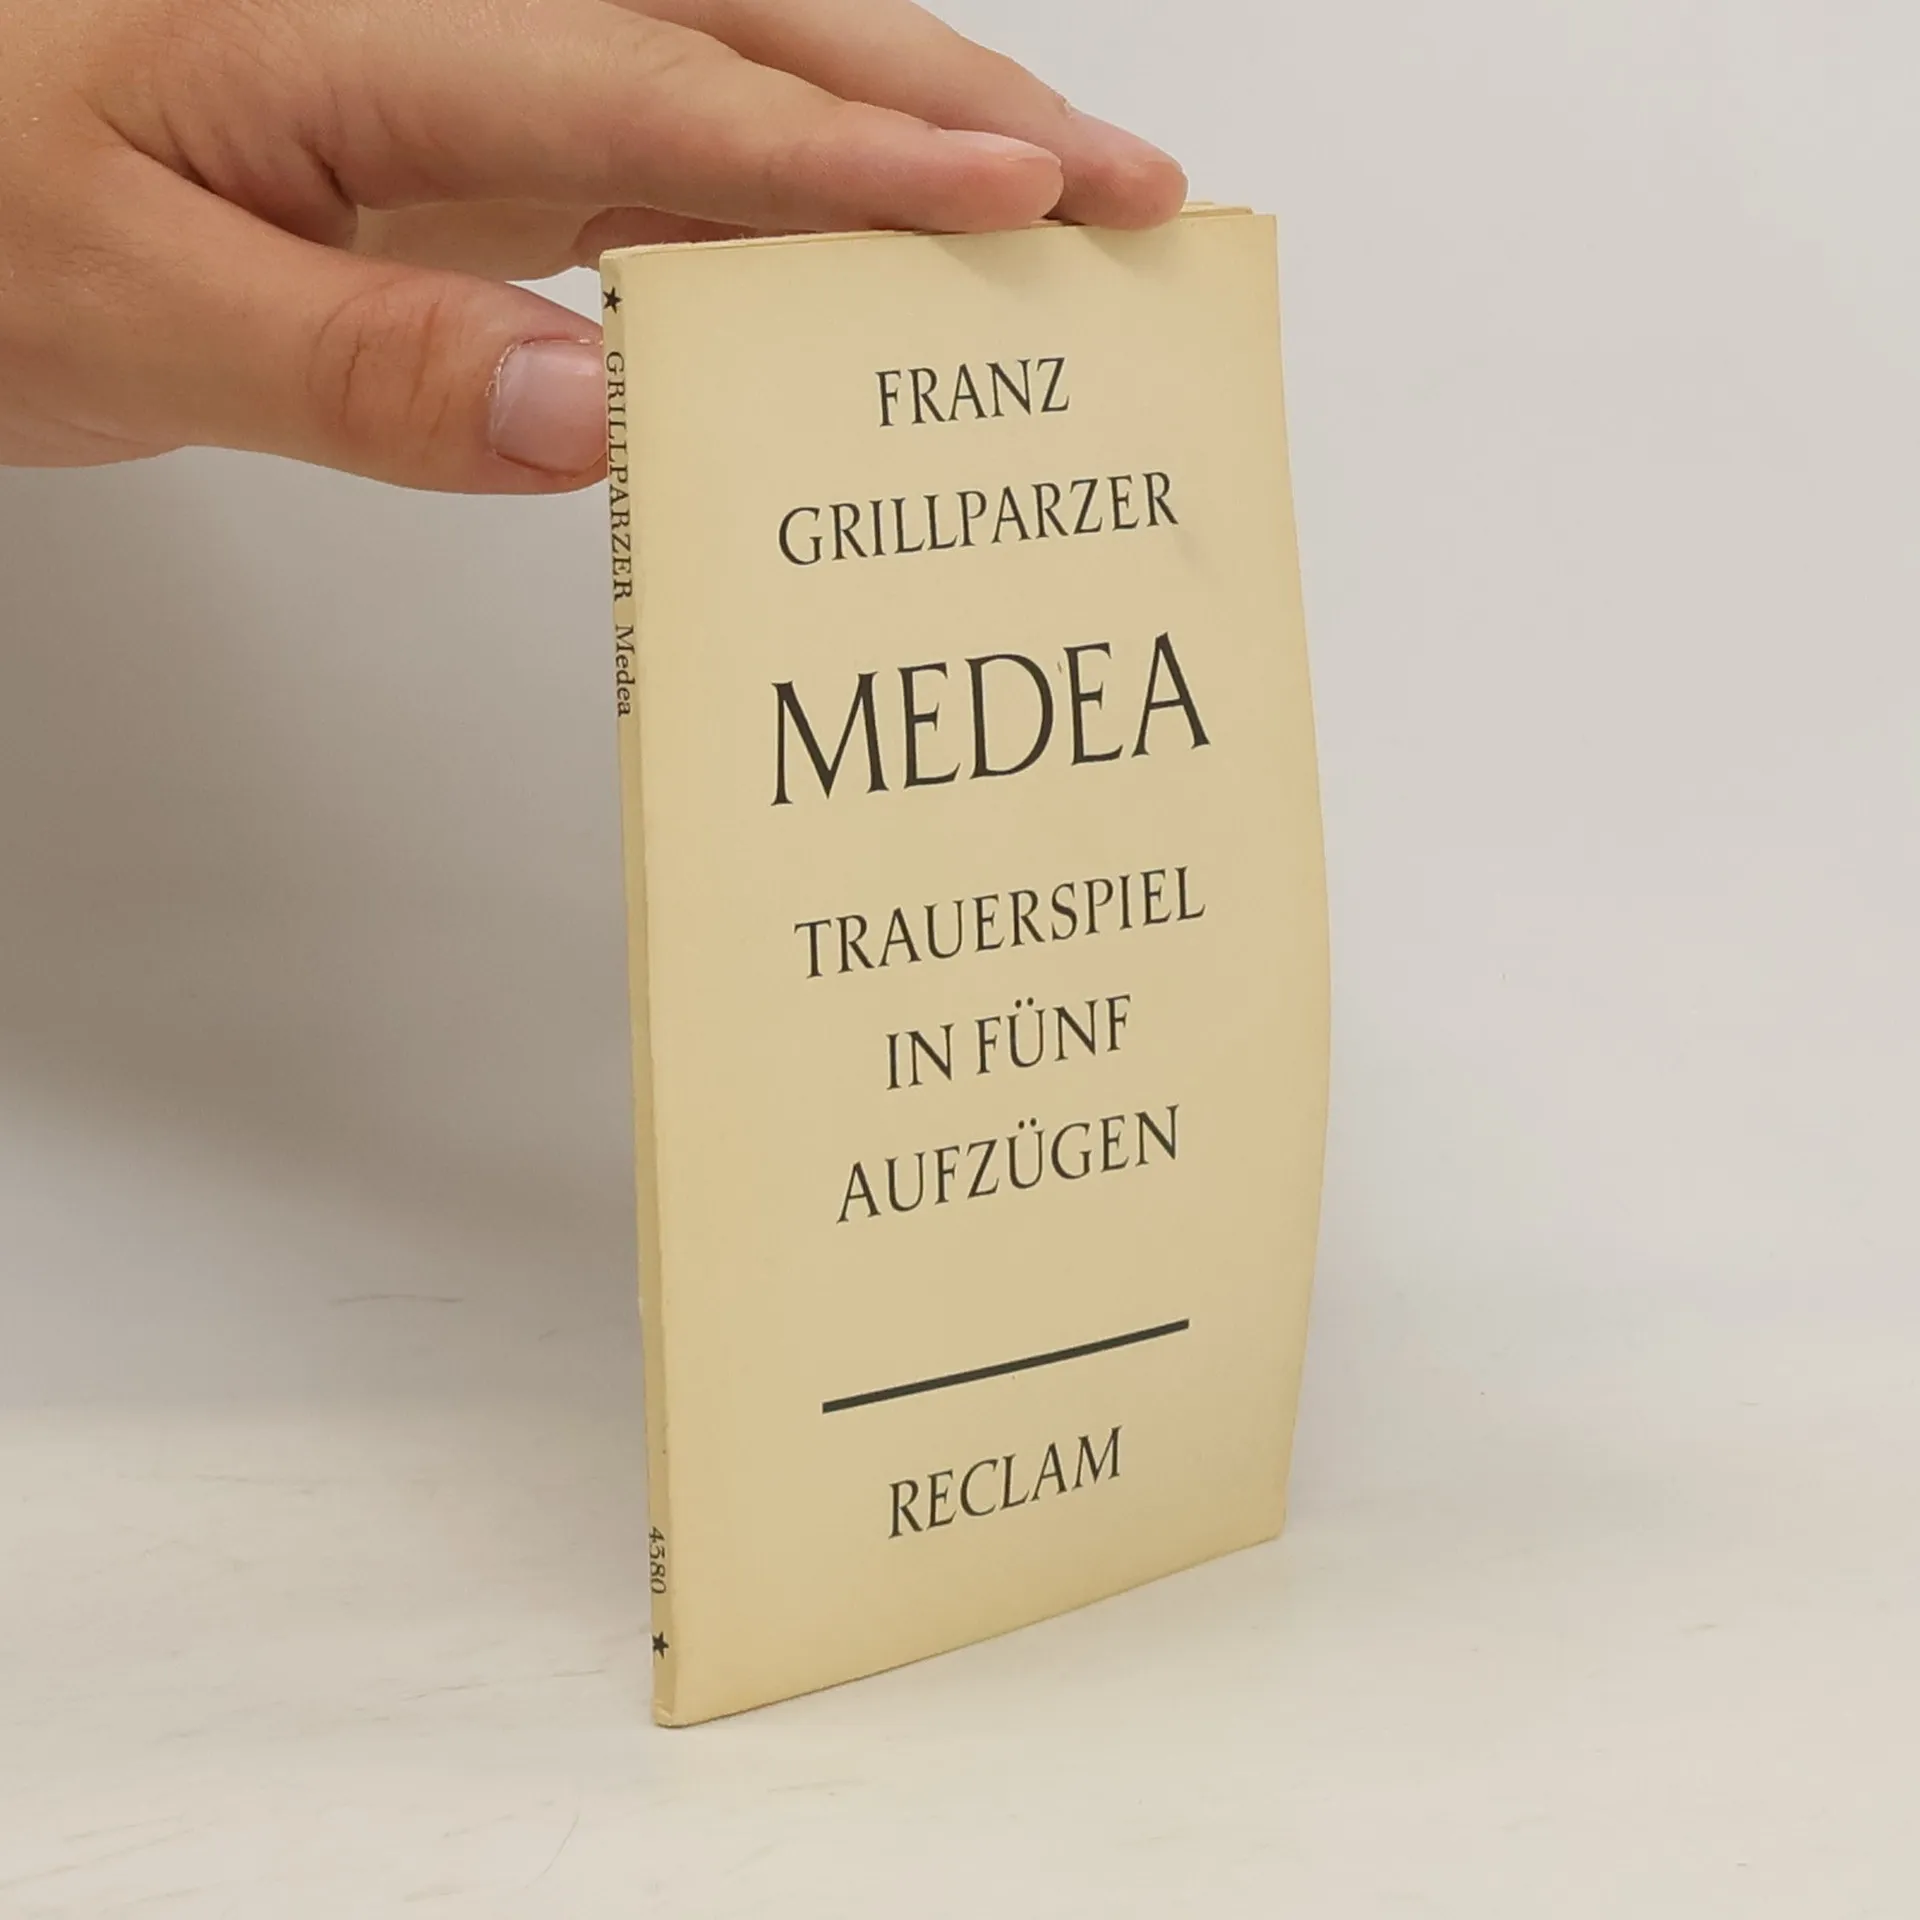 FRANZ
GRILLPARZER
MEDEA
TRAUERSPIEL
IN FÜNF
AUFZÜGEN
RECLAM
★ GRILLPARZER Medea 4380 ★